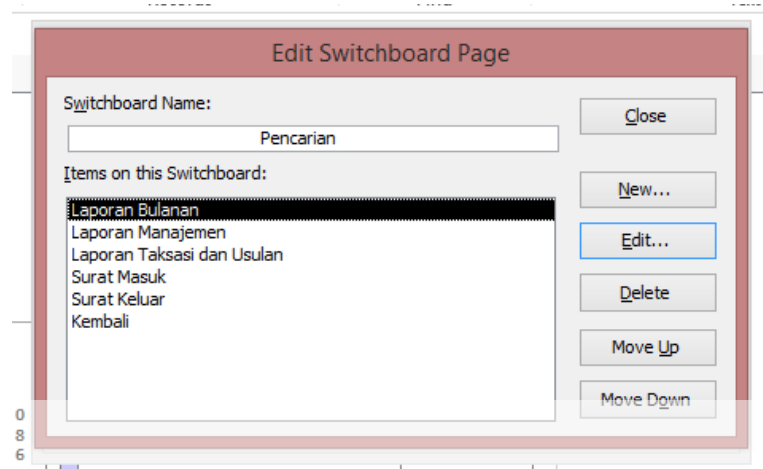 Edit Switchboard Page
Switchboard Name:
Close
Pencarian
Items on this Switchboard:
New...
Laporan Bulanan
Laporan Manajemen
Edit...
Laporan Taksasi dan Usulan
Surat Masuk
Surat Keluar
Delete
Kembali
Move Up
Move Down
0
8
6